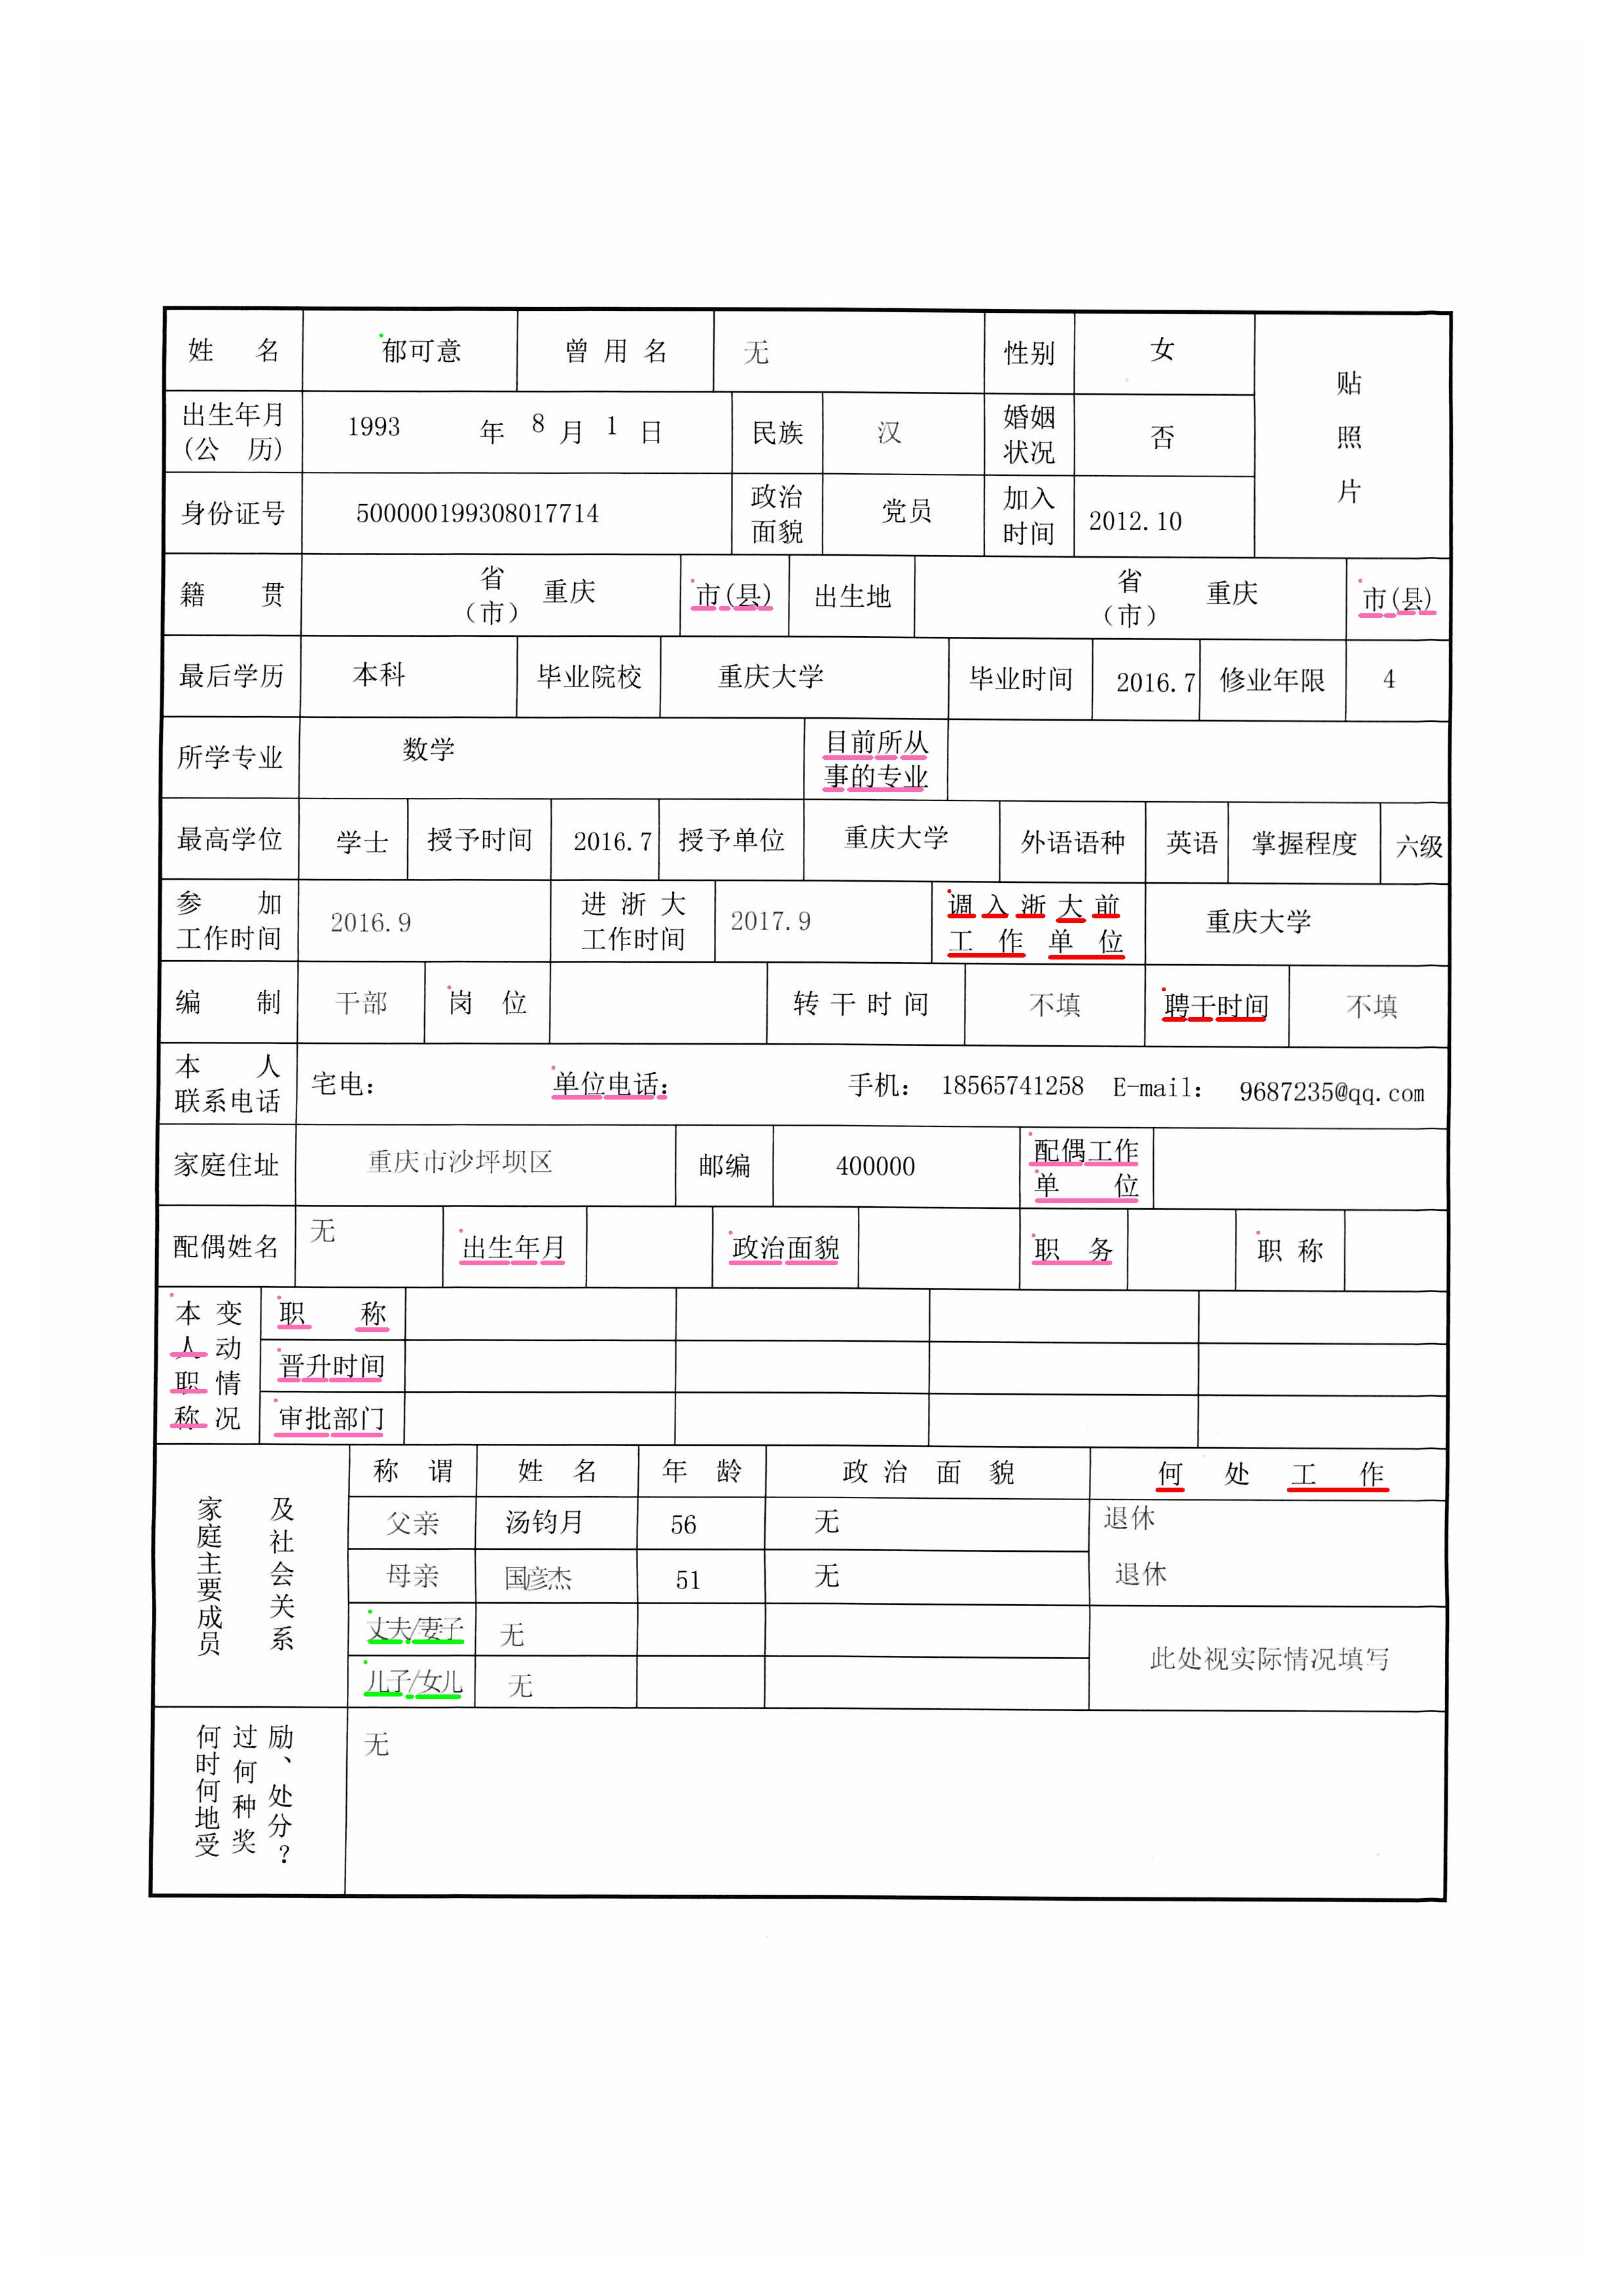 姓 名 郁可意 曾 用 名 无 性别 女
贴
照
片
出生年月
(公 历)
1993 年 8 月 1 日 民族 汉
婚姻
状况
否
身份证号 500000199308017714
政治
面貌
党员
加入
时间
2012.10
籍 贯
省
(市)
重庆 市(县) 出生地
省
(市)
重庆 市(县)
最后学历 本科 毕业院校 重庆大学 毕业时间 2016.7 修业年限 4
所学专业 数学
目前所从
事的专业
最高学位 学士 授予时间 2016.7 授予单位 重庆大学 外语语种 英语 掌握程度 六级
参 加
工作时间
2016.9
进 浙 大
工作时间
2017.9
调 入 浙 大 前
工 作 单 位
重庆大学
编 制 干部 岗 位 转 干 时 间 不填 聘干时间 不填
本 人
联系电话
宅电: 单位电话: 手机: 18565741258 E-mail: 9687235@qq.com
家庭住址 重庆市沙坪坝区 邮编 400000
配偶工作
单 位
配偶姓名 无 出生年月 政治面貌 职 务 职 称
本人职称
变动情况
职 称
晋升时间
审批部门
家庭主要成员
及社会关系
称 谓 姓 名 年 龄 政 治 面 貌 何 处 工 作
父亲 汤钧月 56 无 退休
母亲 国彦杰 51 无 退休
丈夫/妻子 无
儿子/女儿 无
此处视实际情况填写
何时何地受
过何种奖
励、处分?
无